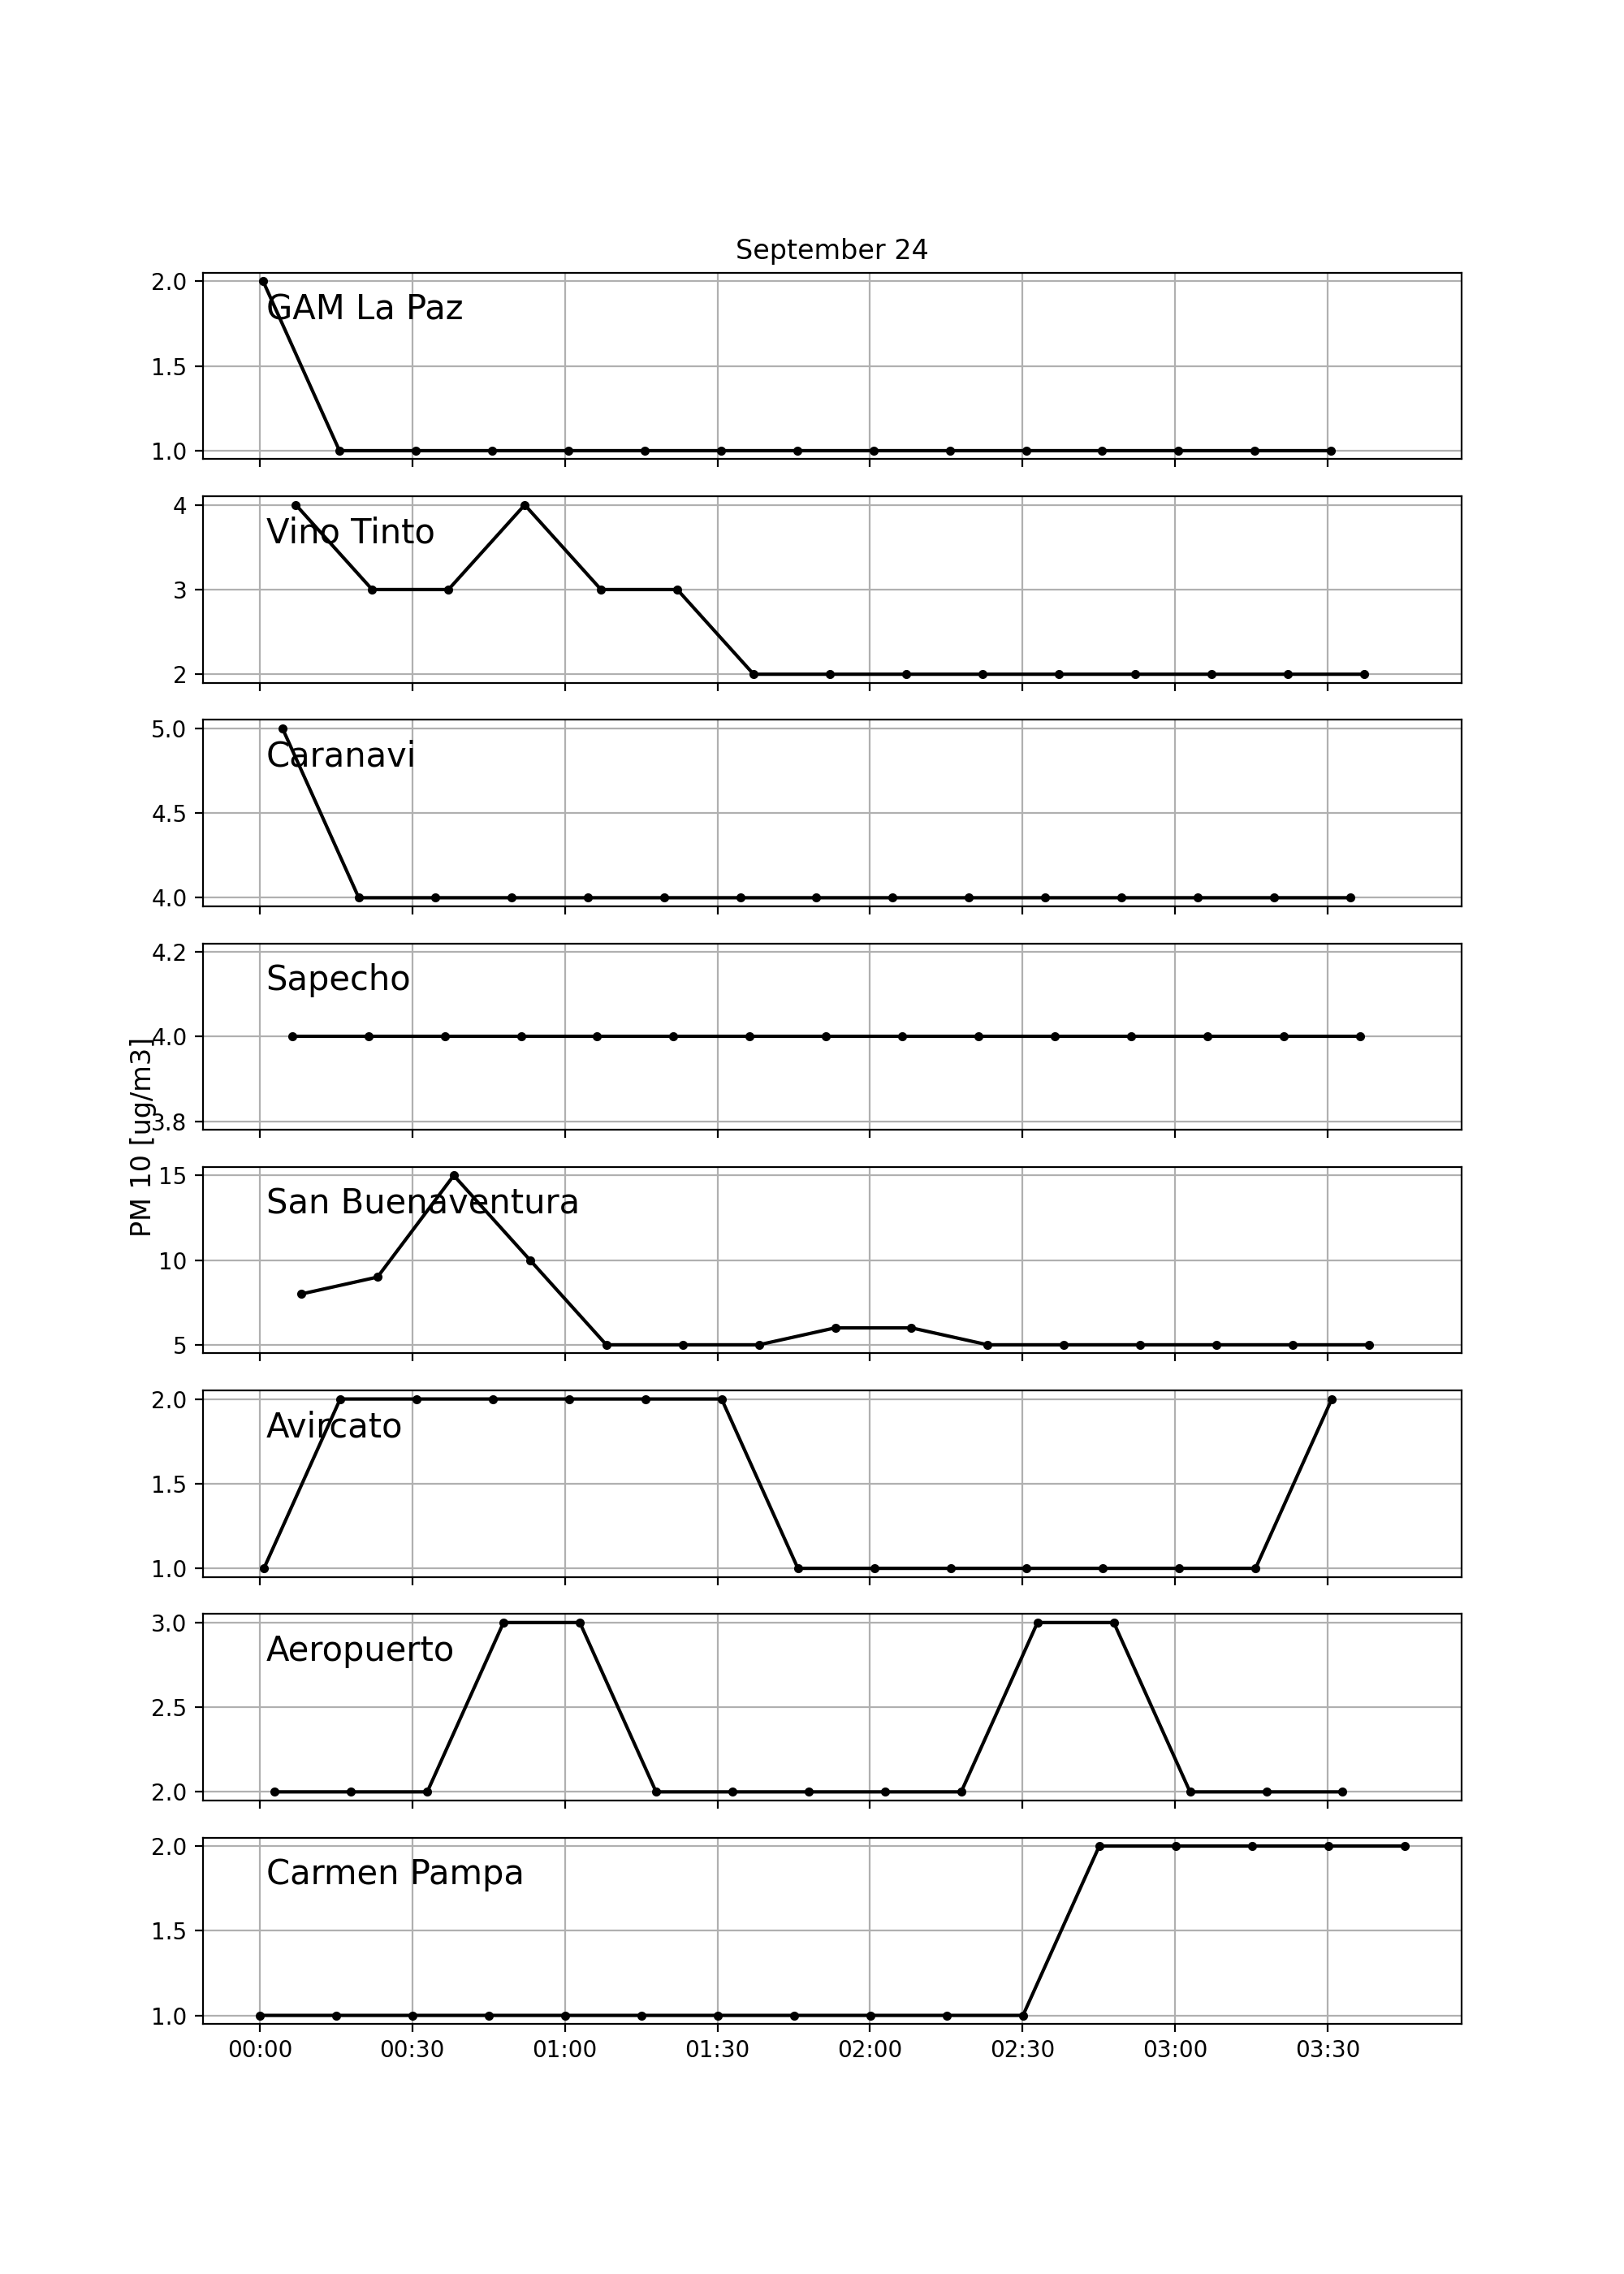 September 24
2.0
GAM La Paz
1.5
1.0
4
Vino Tinto
3
2
5.0
Caranavi
4.5
4.0
4.2
Sapecho
4.0
3.8
PM 10 [ug/m3]
15
San Buenaventura
10
5
2.0
Avircato
1.5
1.0
3.0
Aeropuerto
2.5
2.0
2.0
Carmen Pampa
1.5
1.0
00:00 00:30 01:00 01:30 02:00 02:30 03:00 03:30